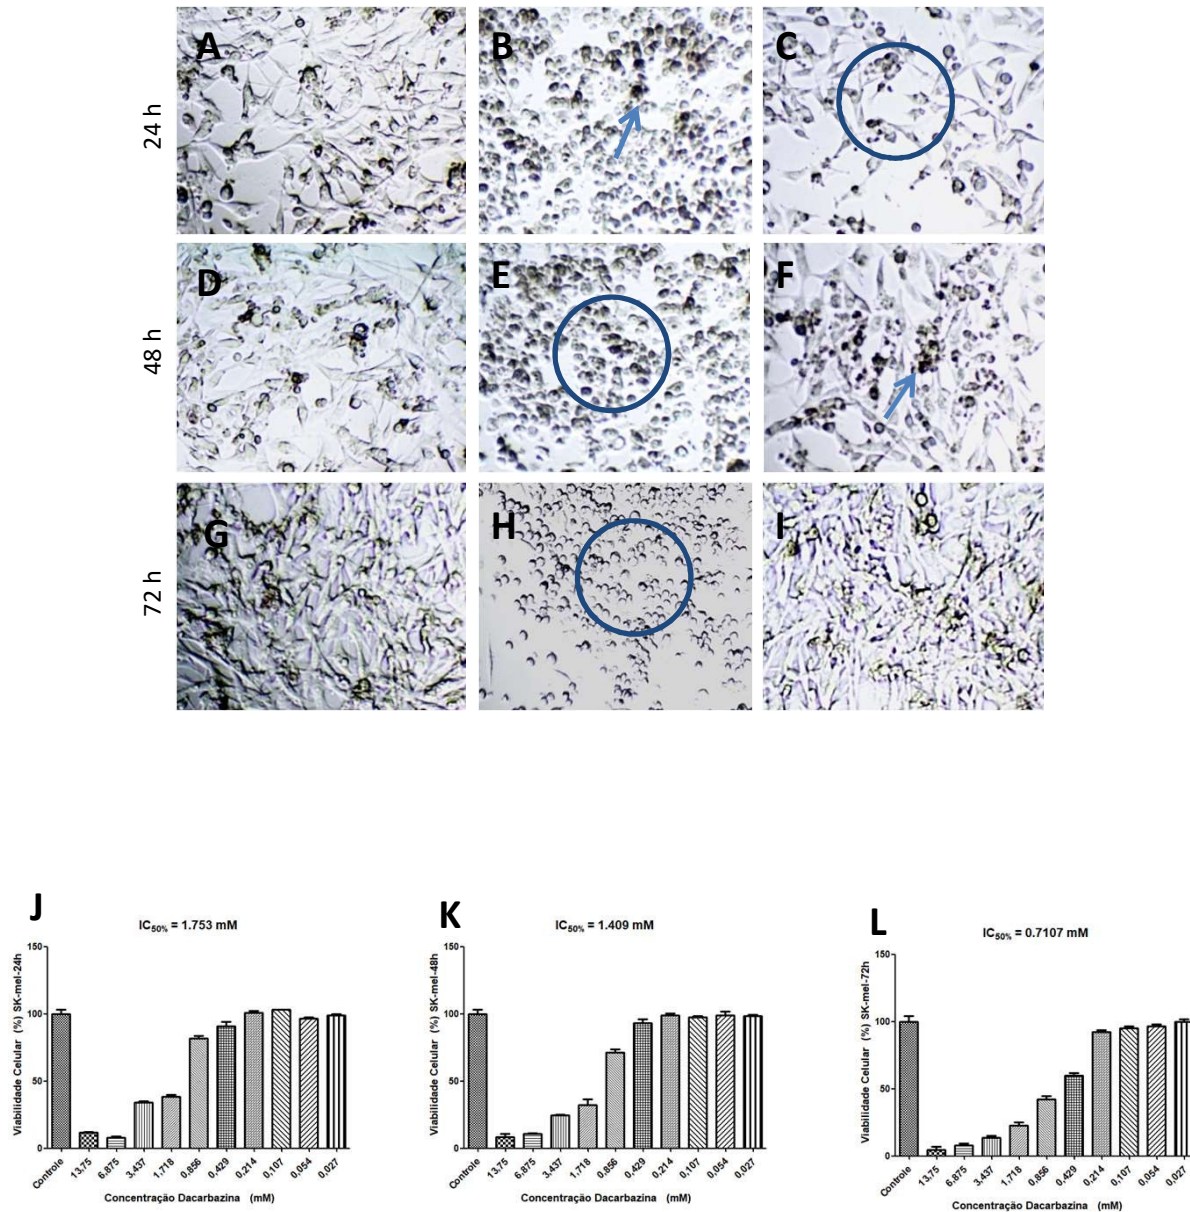 24 h
A
B
C
48 h
D
E
F
72 h
G
H
I
J
IC50% = 1.753 mM
Viabilidade Celular (%) SK-mel-24h
150
100
50
0
Controle
13,75
6,875
3.437
1.718
0,856
0,429
0,214
0,107
0,054
0,027
Concentração Dacarbazina (mM)
K
IC50% = 1.409 mM
Viabilidade Celular (%) SK-mel-48h
150
100
50
0
Controle
13,75
6,875
3.437
1.718
0,856
0,429
0,214
0,107
0,054
0,027
Concentração Dacarbazina (mM)
L
IC50% = 0.7107 mM
Viabilidade Celular (%) SK-mel-72h
150
100
50
0
Controle
13,75
6,875
3.437
1.718
0,856
0,429
0,214
0,107
0,054
0,027
Concentração Dacarbazina (mM)